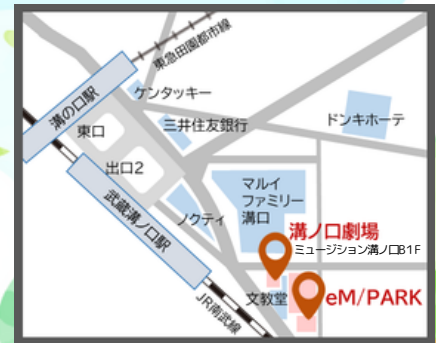 東急田園都市線
ケンタッキー
溝の口駅
東口
三井住友銀行
ドンキホーテ
出口2
武蔵溝ノ口駅
マルイ
ファミリー
溝口
ノクティ
溝ノ口劇場
ミュージション溝ノ口B1F
文教堂
eM/PARK
JR南武線